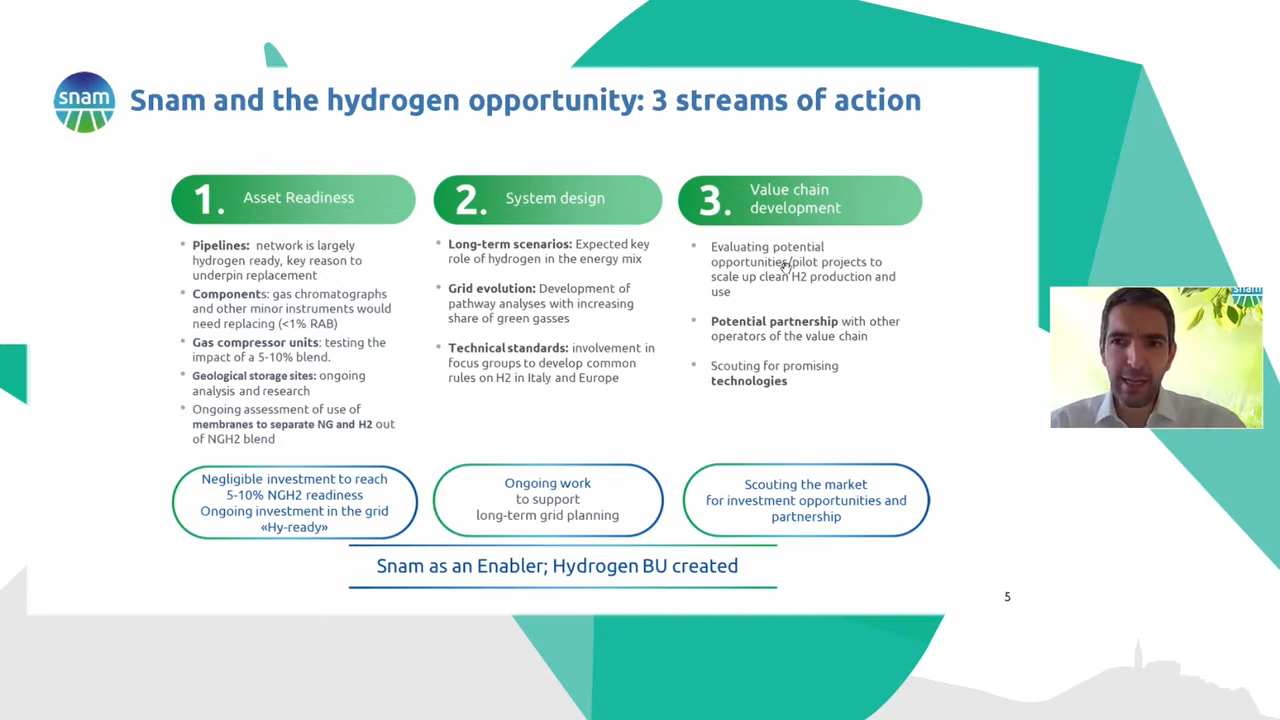 snam
Snam and the hydrogen opportunity: 3 streams of action
1. Asset Readiness
Pipelines: network is largely
hydrogen ready, key reason to
underpin replacement
Components: gas chromatographs
and other minor instruments would
need replacing (<1% RAB)
Gas compressor units: testing the
impact of a 5-10% blend.
Geological storage sites: ongoing
analysis and research
Ongoing assessment of use of
membranes to separate NG and H2 out
of NGH2 blend
Negligible investment to reach
5-10% NGH2 readiness
Ongoing investment in the grid
«Hy-ready»
2. System design
Long-term scenarios: Expected key
role of hydrogen in the energy mix
Grid evolution: Development of
pathway analyses with increasing
share of green gasses
Technical standards: involvement in
focus groups to develop common
rules on H2 in Italy and Europe
Ongoing work
to support
long-term grid planning
3. Value chain
development
Evaluating potential
opportunities/pilot projects to
scale up clean H2 production and
use
Potential partnership with other
operators of the value chain
Scouting for promising
technologies
Scouting the market
for investment opportunities and
partnership
Snam as an Enabler; Hydrogen BU created
5
snam